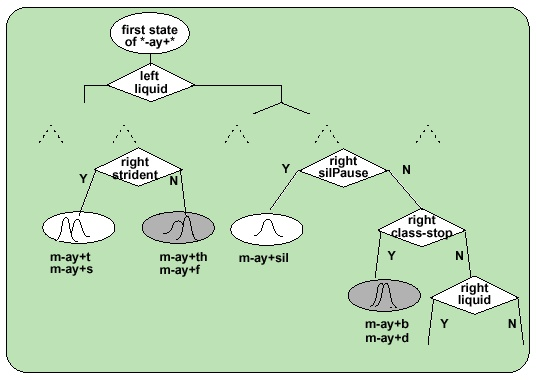 first state
of *-ay+*
left
liquid
right
strident
Y
N
right
silPause
Y
N
m-ay+t
m-ay+s
m-ay+th
m-ay+f
m-ay+sil
right
class-stop
Y
N
m-ay+b
m-ay+d
right
liquid
Y
N